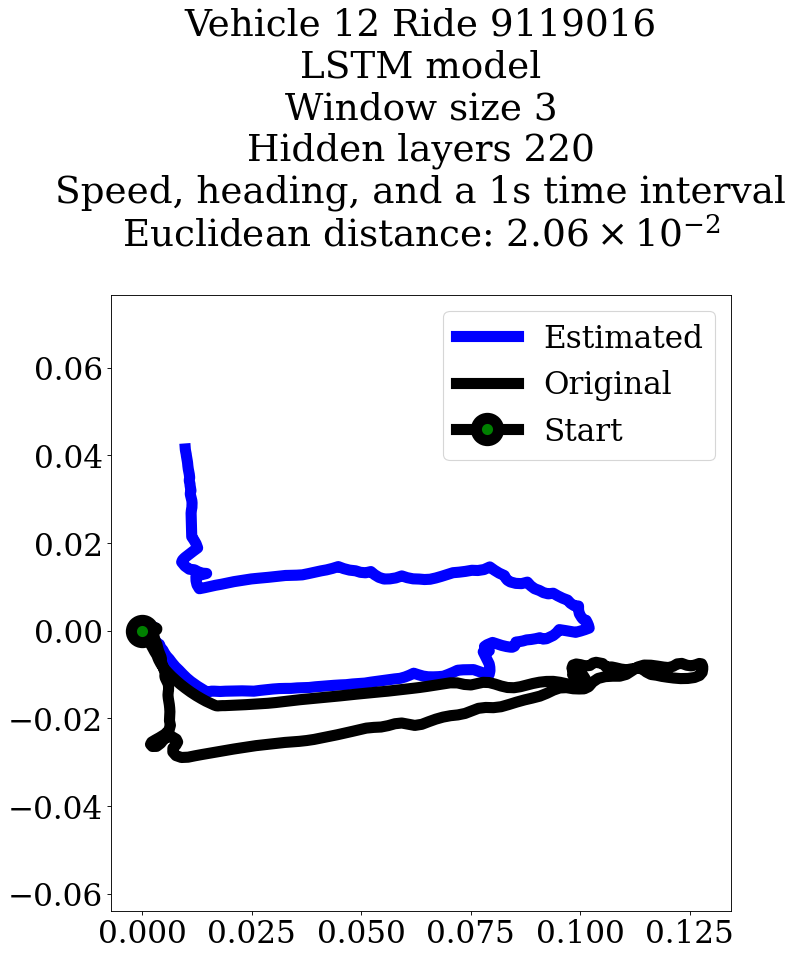 Vehicle 12 Ride 9119016
LSTM model
Window size 3
Hidden layers 220
Speed, heading, and a 1s time interval
Euclidean distance: 2.06 × 10⁻²
Estimated
Original
Start
0.06
0.04
0.02
0.00
−0.02
−0.04
−0.06
0.000 0.025 0.050 0.075 0.100 0.125